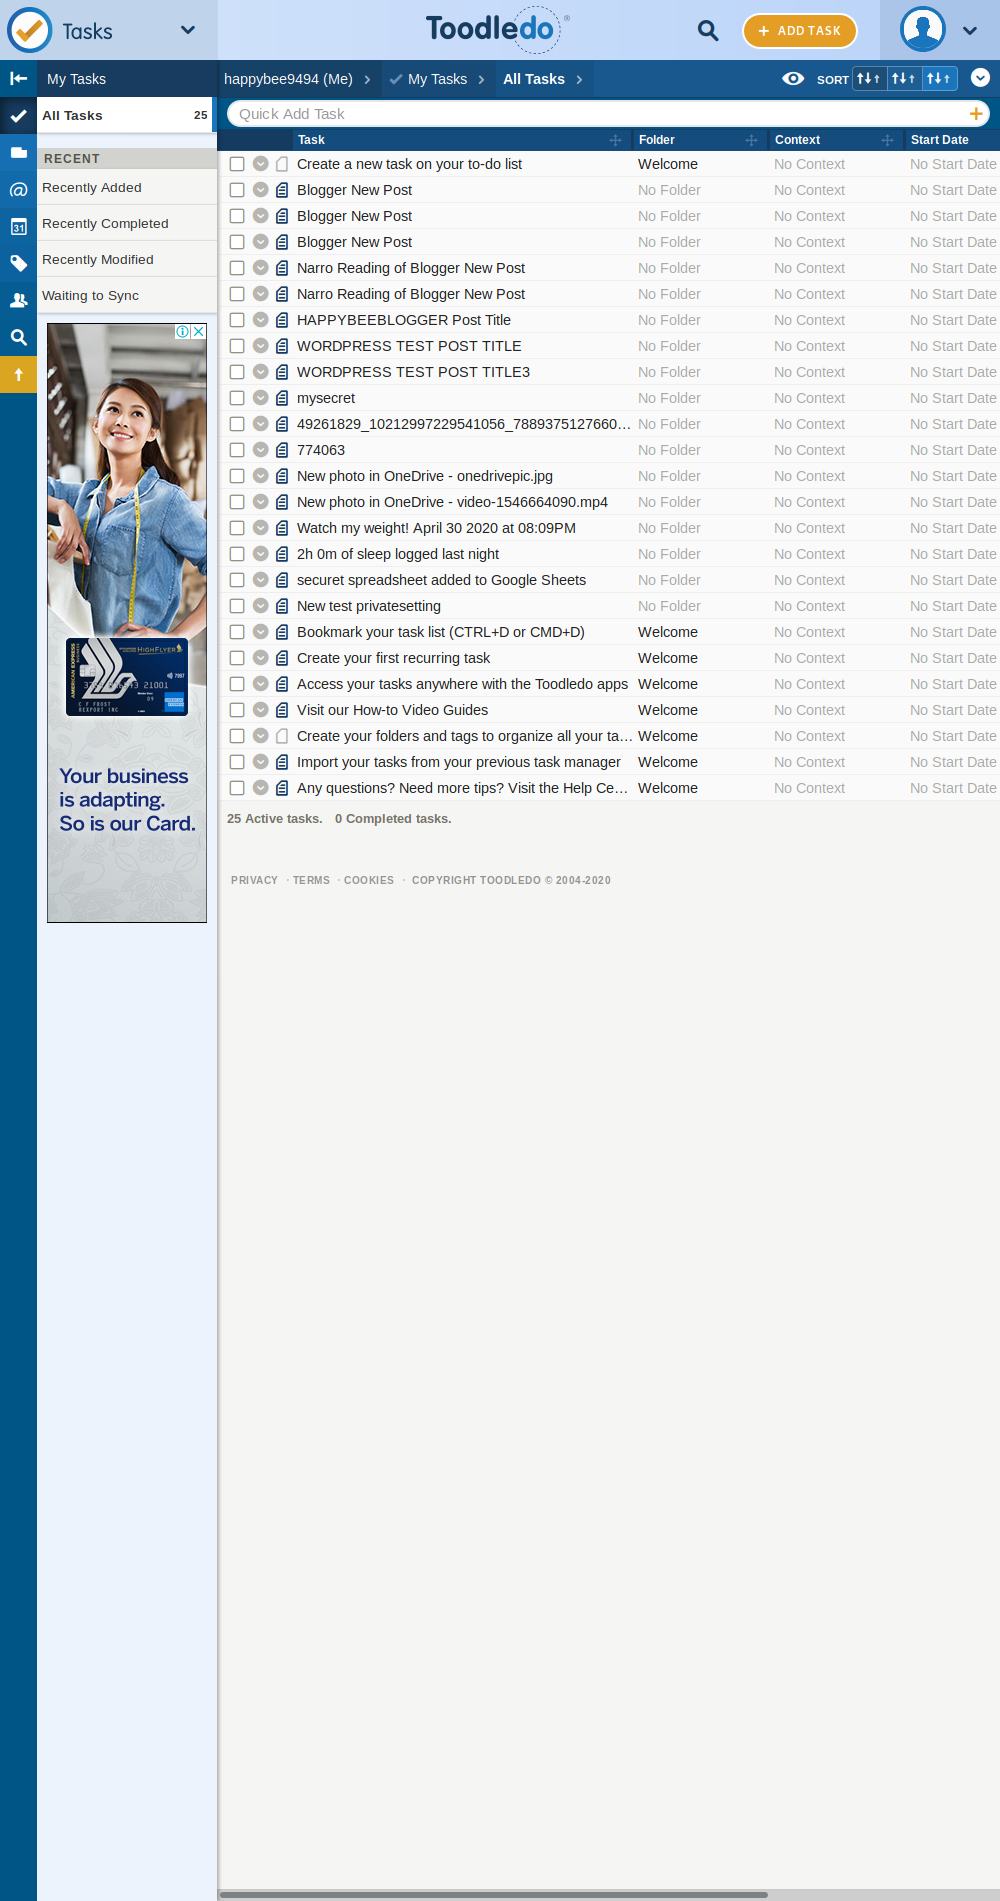 Tasks
Toodledo®
+ ADD TASK
My Tasks
happybee9494 (Me)
My Tasks
All Tasks
SORT
All Tasks 25
Quick Add Task
Task Folder Context Start Date
RECENT
Recently Added
Recently Completed
Recently Modified
Waiting to Sync
31
Create a new task on your to-do list Welcome No Context No Start Date
Blogger New Post No Folder No Context No Start Date
Blogger New Post No Folder No Context No Start Date
Blogger New Post No Folder No Context No Start Date
Narro Reading of Blogger New Post No Folder No Context No Start Date
Narro Reading of Blogger New Post No Folder No Context No Start Date
HAPPYBEEBLOGGER Post Title No Folder No Context No Start Date
WORDPRESS TEST POST TITLE No Folder No Context No Start Date
WORDPRESS TEST POST TITLE3 No Folder No Context No Start Date
mysecret No Folder No Context No Start Date
49261829_10212997229541056_7889375127660... No Folder No Context No Start Date
774063 No Folder No Context No Start Date
New photo in OneDrive - onedrivepic.jpg No Folder No Context No Start Date
New photo in OneDrive - video-1546664090.mp4 No Folder No Context No Start Date
Watch my weight! April 30 2020 at 08:09PM No Folder No Context No Start Date
2h 0m of sleep logged last night No Folder No Context No Start Date
securet spreadsheet added to Google Sheets No Folder No Context No Start Date
New test privatesetting No Folder No Context No Start Date
Bookmark your task list (CTRL+D or CMD+D) Welcome No Context No Start Date
Create your first recurring task Welcome No Context No Start Date
Access your tasks anywhere with the Toodledo apps Welcome No Context No Start Date
Visit our How-to Video Guides Welcome No Context No Start Date
Create your folders and tags to organize all your ta... Welcome No Context No Start Date
Import your tasks from your previous task manager Welcome No Context No Start Date
Any questions? Need more tips? Visit the Help Ce... Welcome No Context No Start Date
25 Active tasks. 0 Completed tasks.
PRIVACY · TERMS · COOKIES · COPYRIGHT TOODLEDO © 2004-2020
AMERICAN EXPRESS
HIGHFLYER
7997
21001
09
C F FROST
REXPORT INC
Your business
is adapting.
So is our Card.